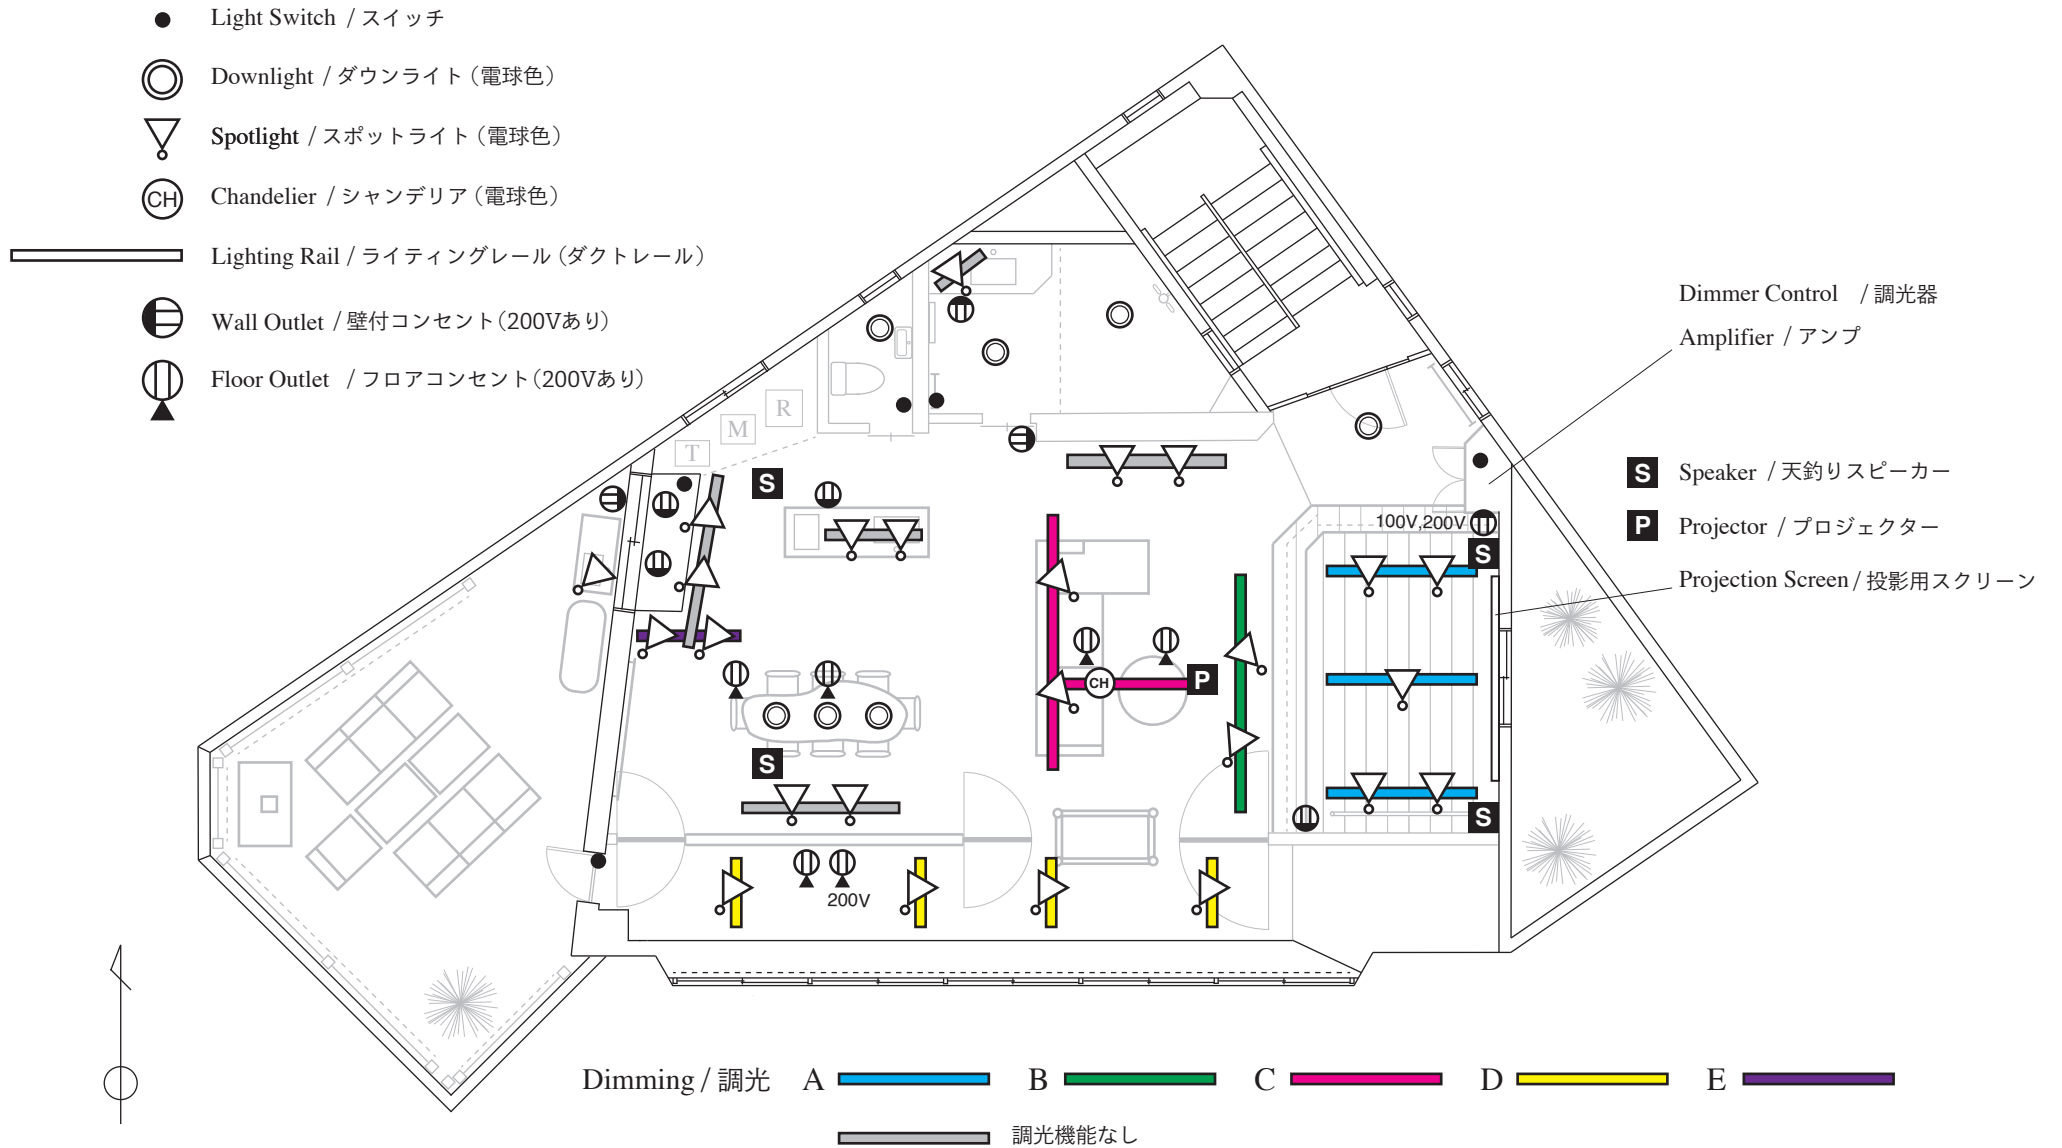 Light Switch / スイッチ
Downlight / ダウンライト（電球色）
Spotlight / スポットライト（電球色）
CH Chandelier / シャンデリア（電球色）
Lighting Rail / ライティングレール（ダクトレール）
Wall Outlet / 壁付コンセント（200Vあり）
Floor Outlet / フロアコンセント（200Vあり）
Dimmer Control / 調光器
Amplifier / アンプ
S Speaker / 天釣りスピーカー
P Projector / プロジェクター
Projection Screen / 投影用スクリーン
R
M
T
S
100V,200V
S
CH
P
S
S
200V
Dimming / 調光 A B C D E
調光機能なし